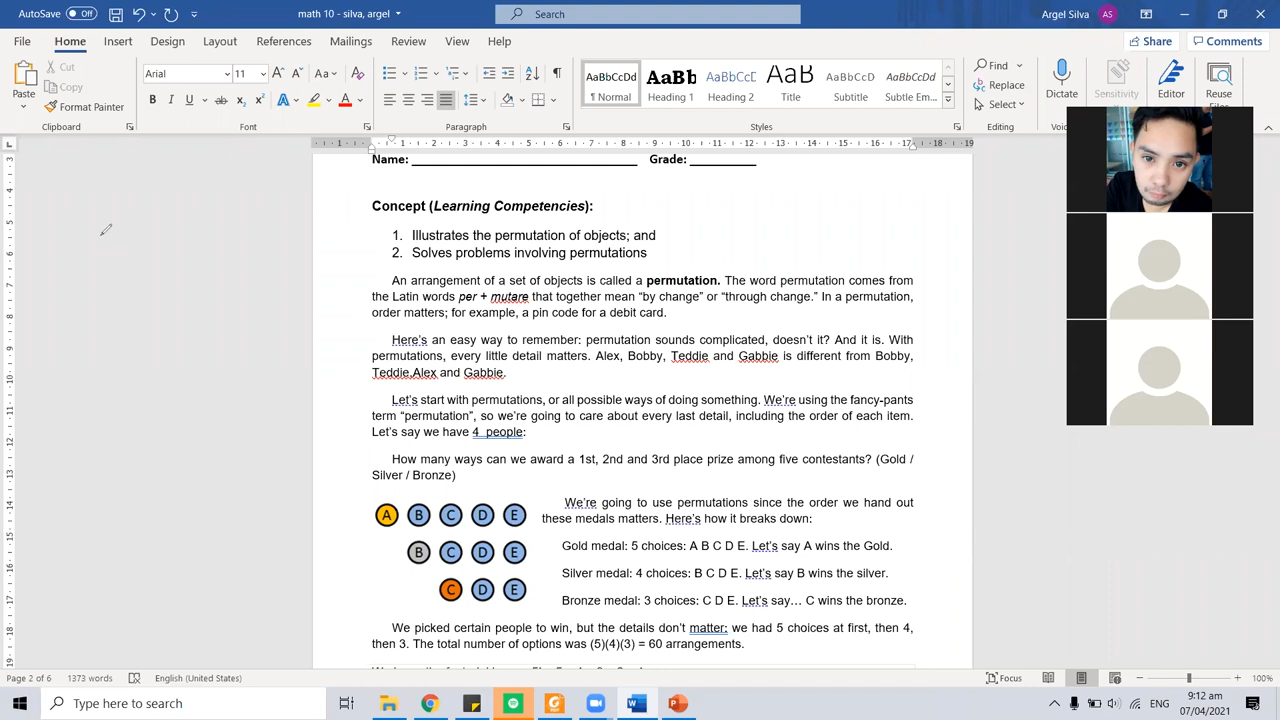 AutoSave Off
math 10 - silva, argel - 1 - Compatibility Mode
Search
Argel Silva
File Home Insert Design Layout References Mailings Review View Help
Share Comments
Paste
Cut
Copy
Format Painter
Arial 11
AaBbCcDd AaBb AaBbCcD AaB AaBbCcD AaBbCcDd
¶ Normal Heading 1 Heading 2 Title Subtitle Subtle Em...
Find
Replace
Select
Dictate Sensitivity Editor Reuse
Clipboard Font Paragraph Styles Editing Voice
Name: Grade:
Concept (Learning Competencies):
1. Illustrates the permutation of objects; and
2. Solves problems involving permutations
An arrangement of a set of objects is called a permutation. The word permutation comes from
the Latin words per + mutare that together mean “by change” or “through change.” In a permutation,
order matters; for example, a pin code for a debit card.
Here’s an easy way to remember: permutation sounds complicated, doesn’t it? And it is. With
permutations, every little detail matters. Alex, Bobby, Teddie and Gabbie is different from Bobby,
Teddie,Alex and Gabbie.
Let’s start with permutations, or all possible ways of doing something. We’re using the fancy-pants
term “permutation”, so we’re going to care about every last detail, including the order of each item.
Let’s say we have 4 people:
How many ways can we award a 1st, 2nd and 3rd place prize among five contestants? (Gold /
Silver / Bronze)
A B C D E
B C D E
C D E
We’re going to use permutations since the order we hand out
these medals matters. Here’s how it breaks down:
Gold medal: 5 choices: A B C D E. Let’s say A wins the Gold.
Silver medal: 4 choices: B C D E. Let’s say B wins the silver.
Bronze medal: 3 choices: C D E. Let’s say… C wins the bronze.
We picked certain people to win, but the details don’t matter: we had 5 choices at first, then 4,
then 3. The total number of options was (5)(4)(3) = 60 arrangements.
Page 2 of 6 1373 words English (United States)
Focus
100%
Type here to search
ENG
9:12 am
07/04/2021